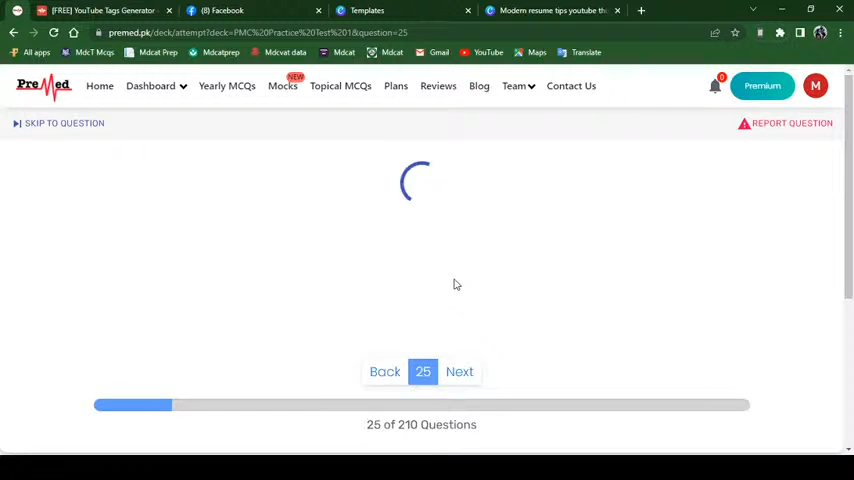 [FREE] YouTube Tags Generator -
(8) Facebook
Templates
Modern resume tips youtube th
premed.pk/deck/attempt?deck=PMC%20Practice%20Test%201&question=25
All apps
MdcT Mcqs
Mdcat Prep
Mdcatprep
Mdcvat data
Mdcat
Mdcat
Gmail
YouTube
Maps
Translate
PreMed
Home
Dashboard
Yearly MCQs
Mocks
NEW
Topical MCQs
Plans
Reviews
Blog
Team
Contact Us
0
Premium
M
SKIP TO QUESTION
REPORT QUESTION
Back
25
Next
25 of 210 Questions